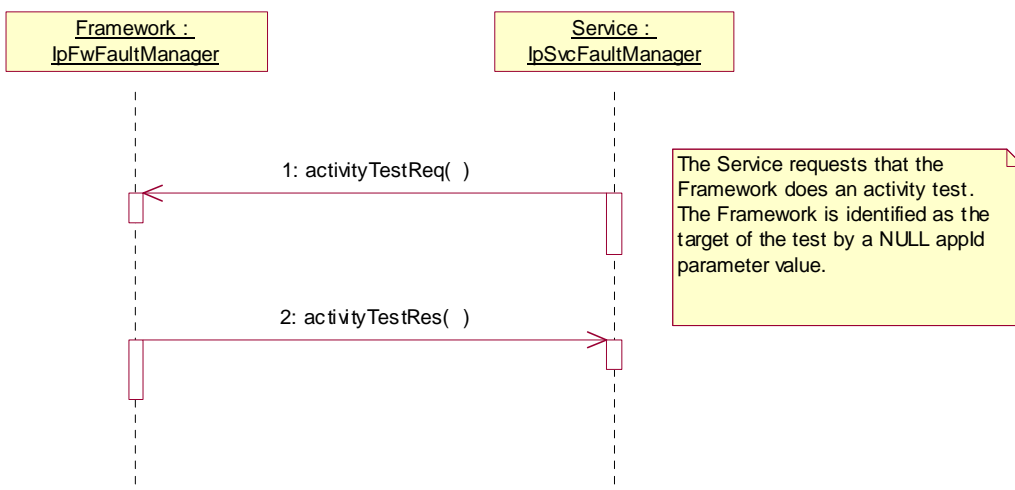 Framework :
IpFwFaultManager
Service :
IpSvcFaultManager
1: activityTestReq( )
The Service requests that the
Framework does an activity test.
The Framework is identified as the
target of the test by a NULL appId
parameter value.
2: activityTestRes( )